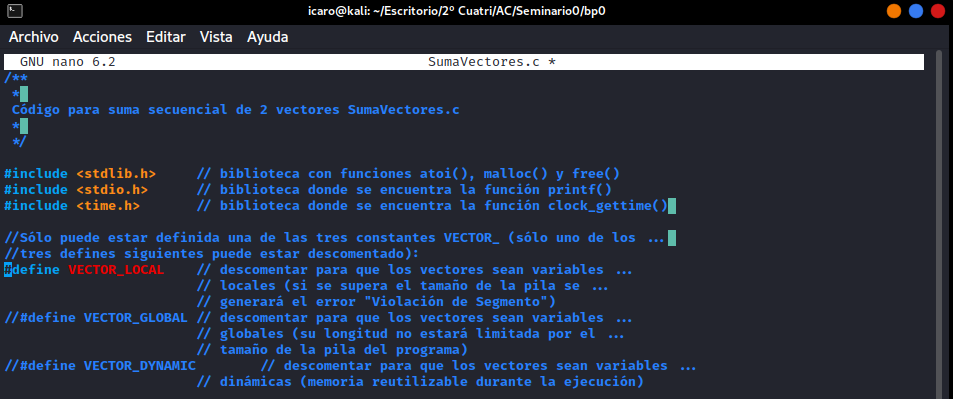 icaro@kali: ~/Escritorio/2º Cuatri/AC/Seminario0/bp0
Archivo Acciones Editar Vista Ayuda
GNU nano 6.2 SumaVectores.c *
/**
*
Código para suma secuencial de 2 vectores SumaVectores.c
*
*/
#include <stdlib.h> // biblioteca con funciones atoi(), malloc() y free()
#include <stdio.h> // biblioteca donde se encuentra la función printf()
#include <time.h> // biblioteca donde se encuentra la función clock_gettime()
//Sólo puede estar definida una de las tres constantes VECTOR_ (sólo uno de los ...
//tres defines siguientes puede estar descomentado):
#define VECTOR_LOCAL // descomentar para que los vectores sean variables ...
// locales (si se supera el tamaño de la pila se ...
// generará el error "Violación de Segmento")
//#define VECTOR_GLOBAL // descomentar para que los vectores sean variables ...
// globales (su longitud no estará limitada por el ...
// tamaño de la pila del programa)
//#define VECTOR_DYNAMIC // descomentar para que los vectores sean variables ...
// dinámicas (memoria reutilizable durante la ejecución)